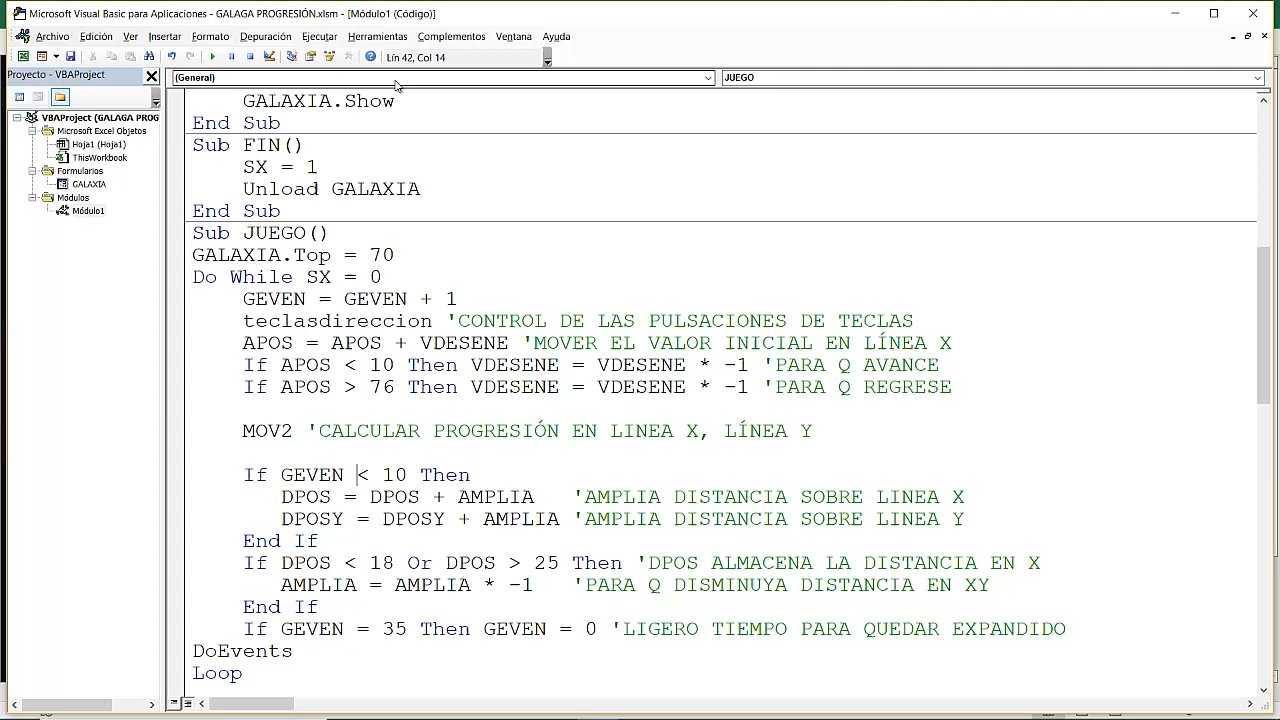 Microsoft Visual Basic para Aplicaciones - GALAGA PROGRESIÓN.xlsm - [Módulo1 (Código)]
Archivo Edición Ver Insertar Formato Depuración Ejecutar Herramientas Complementos Ventana Ayuda
Lín 42, Col 14
Proyecto - VBAProject
(General) JUEGO
VBAProject (GALAGA PROG
Microsoft Excel Objetos
Hoja1 (Hoja1)
ThisWorkbook
Formularios
GALAXIA
Módulos
Módulo1
GALAXIA.Show
End Sub
Sub FIN()
SX = 1
Unload GALAXIA
End Sub
Sub JUEGO()
GALAXIA.Top = 70
Do While SX = 0
GEVEN = GEVEN + 1
teclasdireccion 'CONTROL DE LAS PULSACIONES DE TECLAS
APOS = APOS + VDESENE 'MOVER EL VALOR INICIAL EN LÍNEA X
If APOS < 10 Then VDESENE = VDESENE * -1 'PARA Q AVANCE
If APOS > 76 Then VDESENE = VDESENE * -1 'PARA Q REGRESE
MOV2 'CALCULAR PROGRESIÓN EN LINEA X, LÍNEA Y
If GEVEN < 10 Then
DPOS = DPOS + AMPLIA 'AMPLIA DISTANCIA SOBRE LINEA X
DPOSY = DPOSY + AMPLIA 'AMPLIA DISTANCIA SOBRE LINEA Y
End If
If DPOS < 18 Or DPOS > 25 Then 'DPOS ALMACENA LA DISTANCIA EN X
AMPLIA = AMPLIA * -1 'PARA Q DISMINUYA DISTANCIA EN XY
End If
If GEVEN = 35 Then GEVEN = 0 'LIGERO TIEMPO PARA QUEDAR EXPANDIDO
DoEvents
Loop